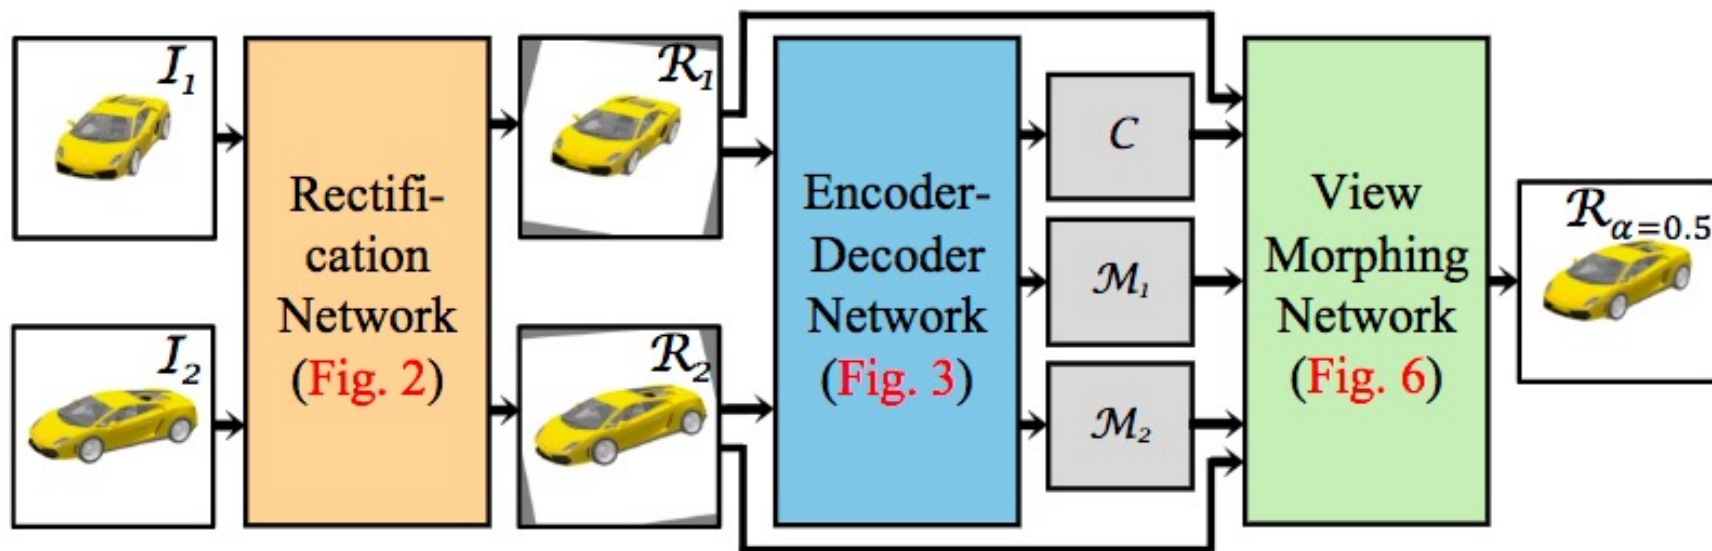 I₁
I₂
Rectifi-
cation
Network
(Fig. 2)
R₁
R₂
Encoder-
Decoder
Network
(Fig. 3)
C
M₁
M₂
View
Morphing
Network
(Fig. 6)
R α=0.5